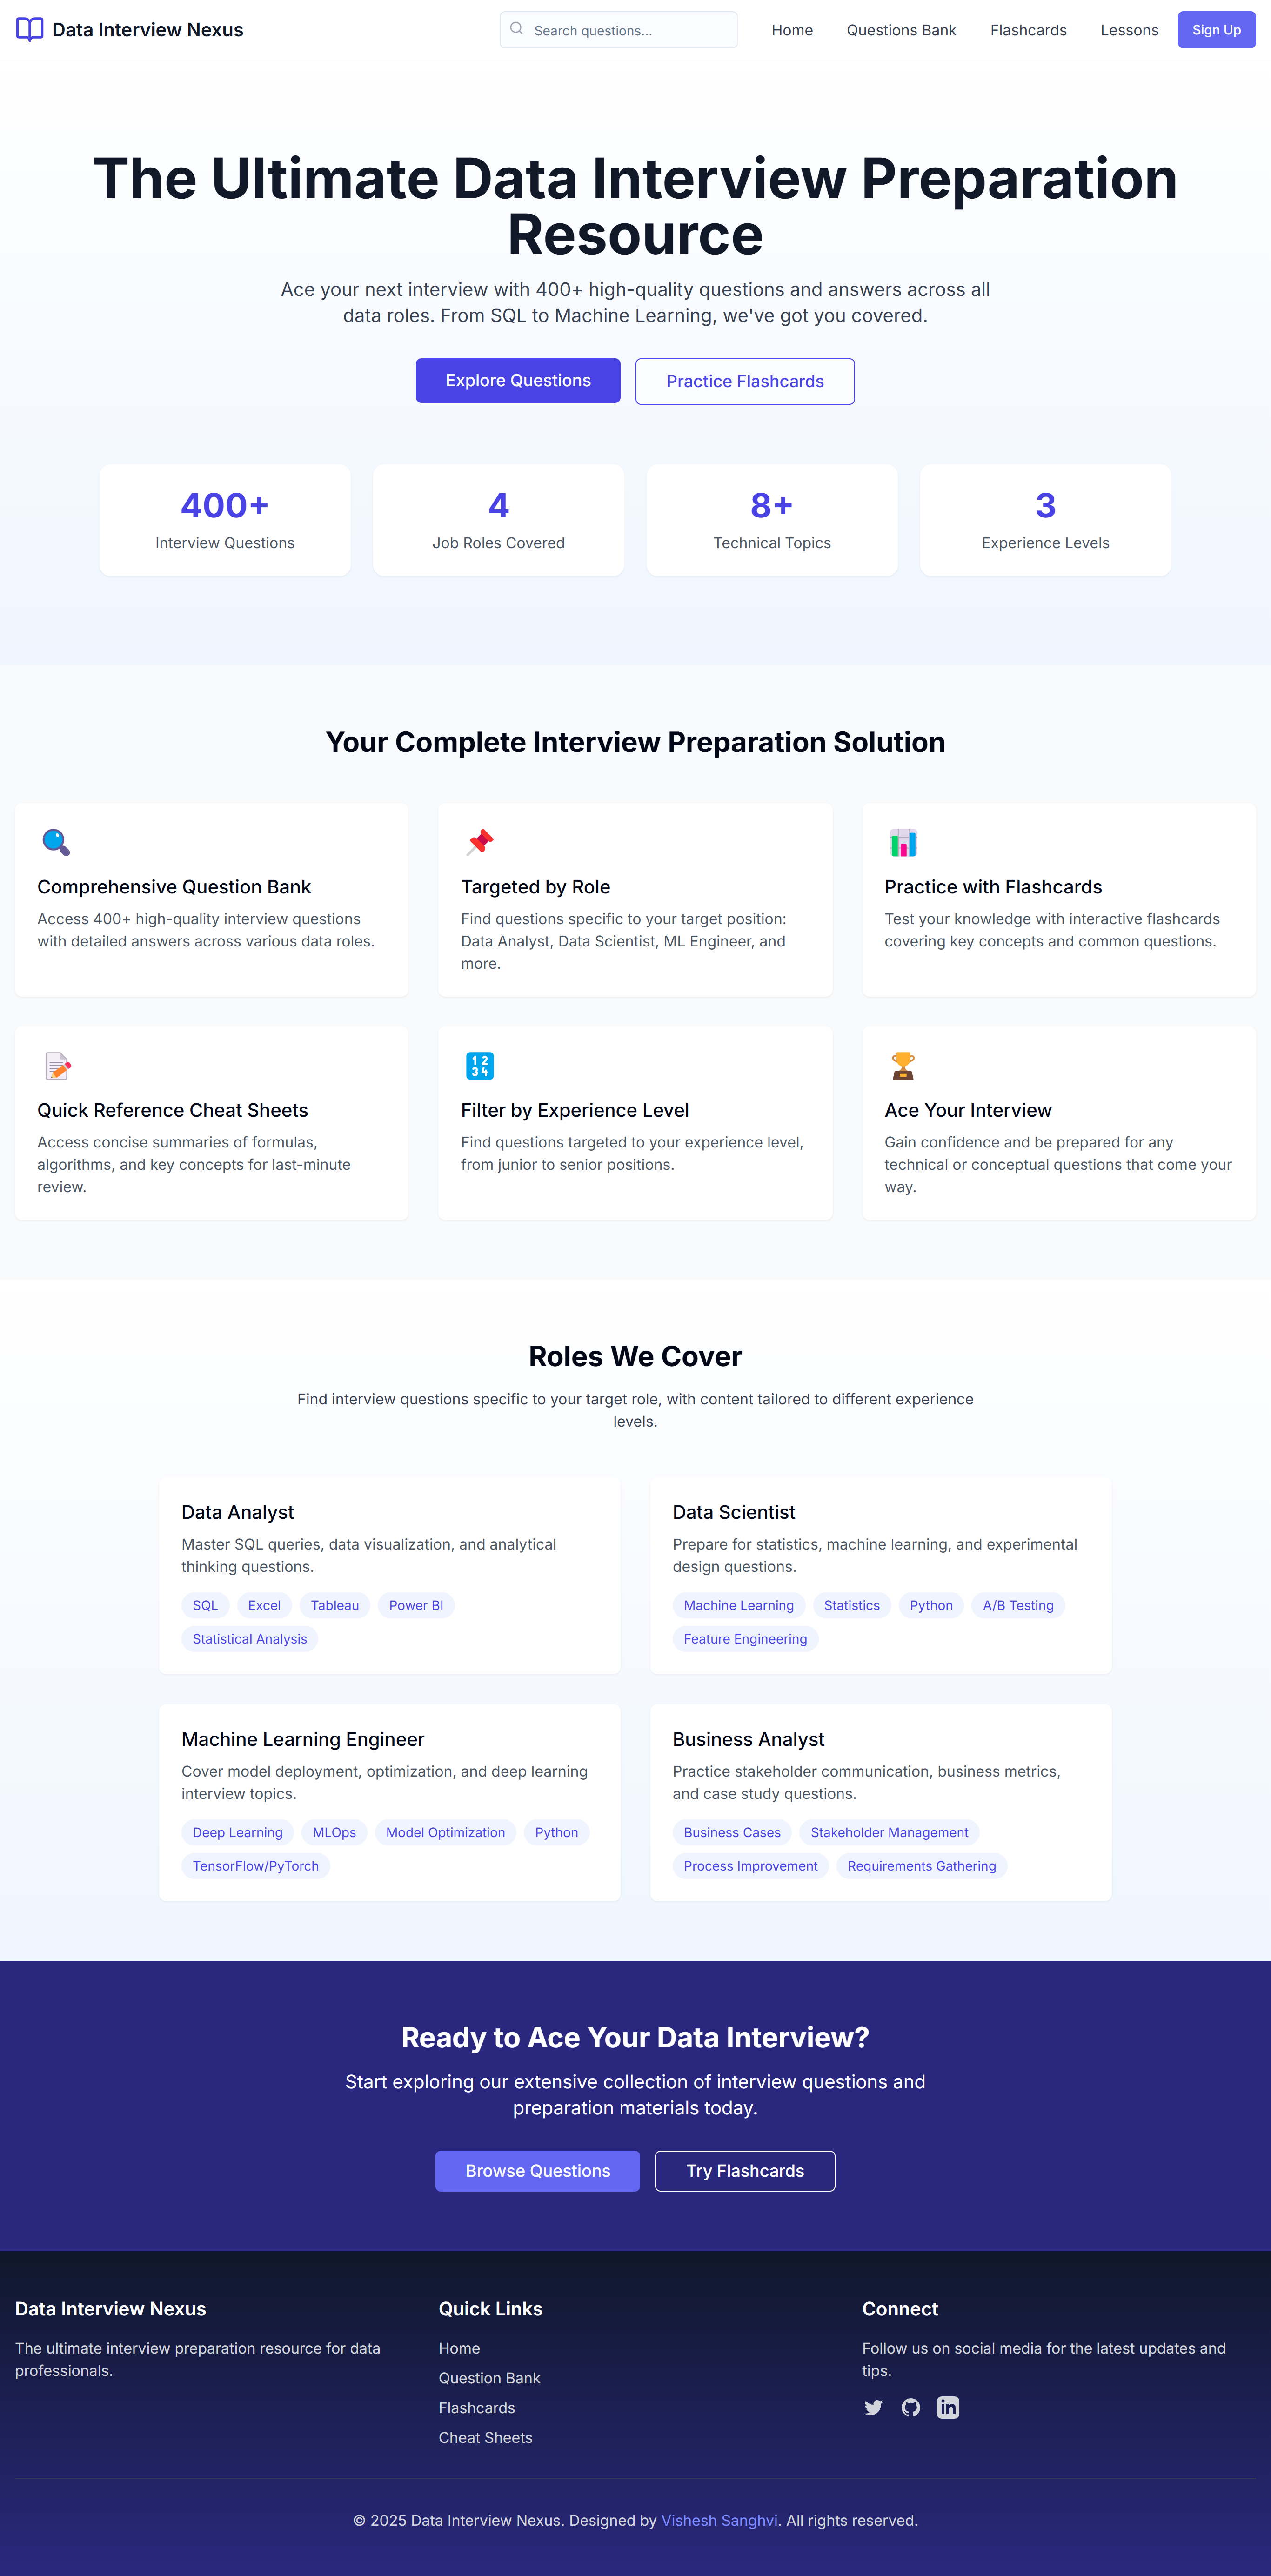 Data Interview Nexus
Search questions...
Home
Questions Bank
Flashcards
Lessons
Sign Up
The Ultimate Data Interview Preparation
Resource
Ace your next interview with 400+ high-quality questions and answers across all
data roles. From SQL to Machine Learning, we've got you covered.
Explore Questions
Practice Flashcards
400+
Interview Questions
4
Job Roles Covered
8+
Technical Topics
3
Experience Levels
Your Complete Interview Preparation Solution
Comprehensive Question Bank
Access 400+ high-quality interview questions
with detailed answers across various data roles.
Targeted by Role
Find questions specific to your target position:
Data Analyst, Data Scientist, ML Engineer, and
more.
Practice with Flashcards
Test your knowledge with interactive flashcards
covering key concepts and common questions.
Quick Reference Cheat Sheets
Access concise summaries of formulas,
algorithms, and key concepts for last-minute
review.
1 2
3 4
Filter by Experience Level
Find questions targeted to your experience level,
from junior to senior positions.
Ace Your Interview
Gain confidence and be prepared for any
technical or conceptual questions that come your
way.
Roles We Cover
Find interview questions specific to your target role, with content tailored to different experience
levels.
Data Analyst
Master SQL queries, data visualization, and analytical
thinking questions.
SQL
Excel
Tableau
Power BI
Statistical Analysis
Data Scientist
Prepare for statistics, machine learning, and experimental
design questions.
Machine Learning
Statistics
Python
A/B Testing
Feature Engineering
Machine Learning Engineer
Cover model deployment, optimization, and deep learning
interview topics.
Deep Learning
MLOps
Model Optimization
Python
TensorFlow/PyTorch
Business Analyst
Practice stakeholder communication, business metrics,
and case study questions.
Business Cases
Stakeholder Management
Process Improvement
Requirements Gathering
Ready to Ace Your Data Interview?
Start exploring our extensive collection of interview questions and
preparation materials today.
Browse Questions
Try Flashcards
Data Interview Nexus
The ultimate interview preparation resource for data
professionals.
Quick Links
Home
Question Bank
Flashcards
Cheat Sheets
Connect
Follow us on social media for the latest updates and
tips.
in
© 2025 Data Interview Nexus. Designed by Vishesh Sanghvi. All rights reserved.